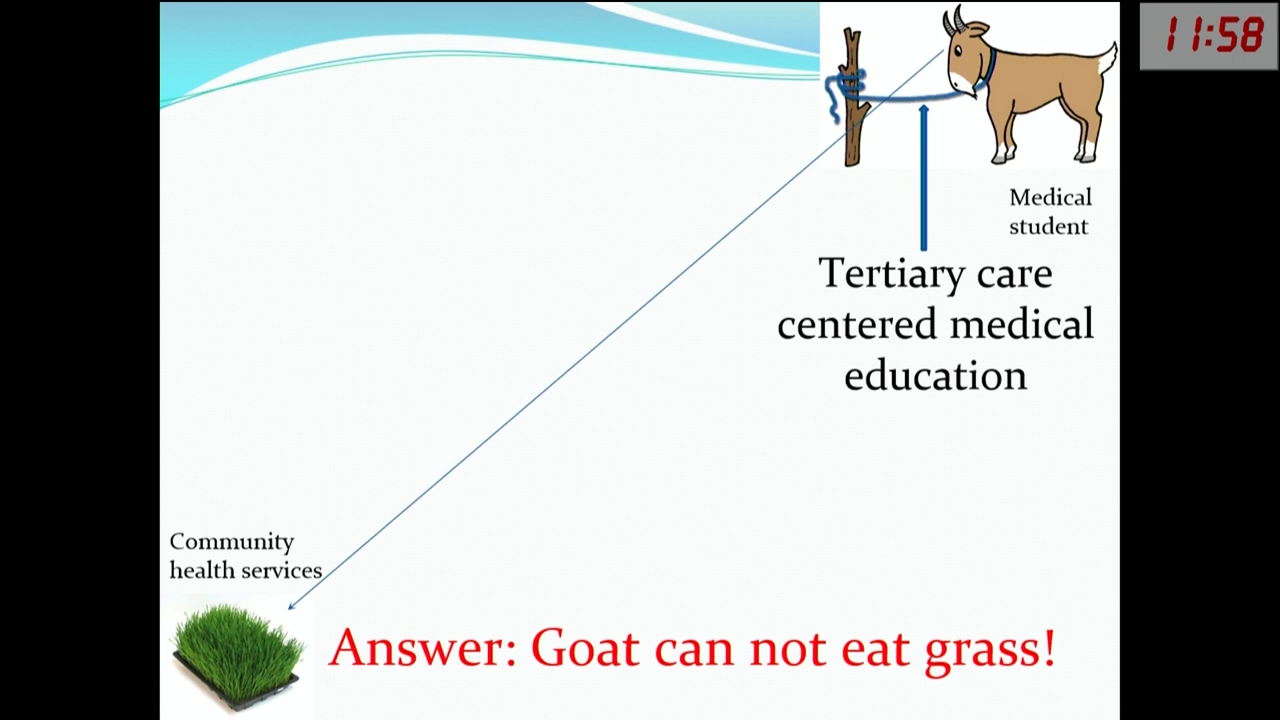 11:58
Medical
student
Tertiary care
centered medical
education
Community
health services
Answer: Goat can not eat grass!